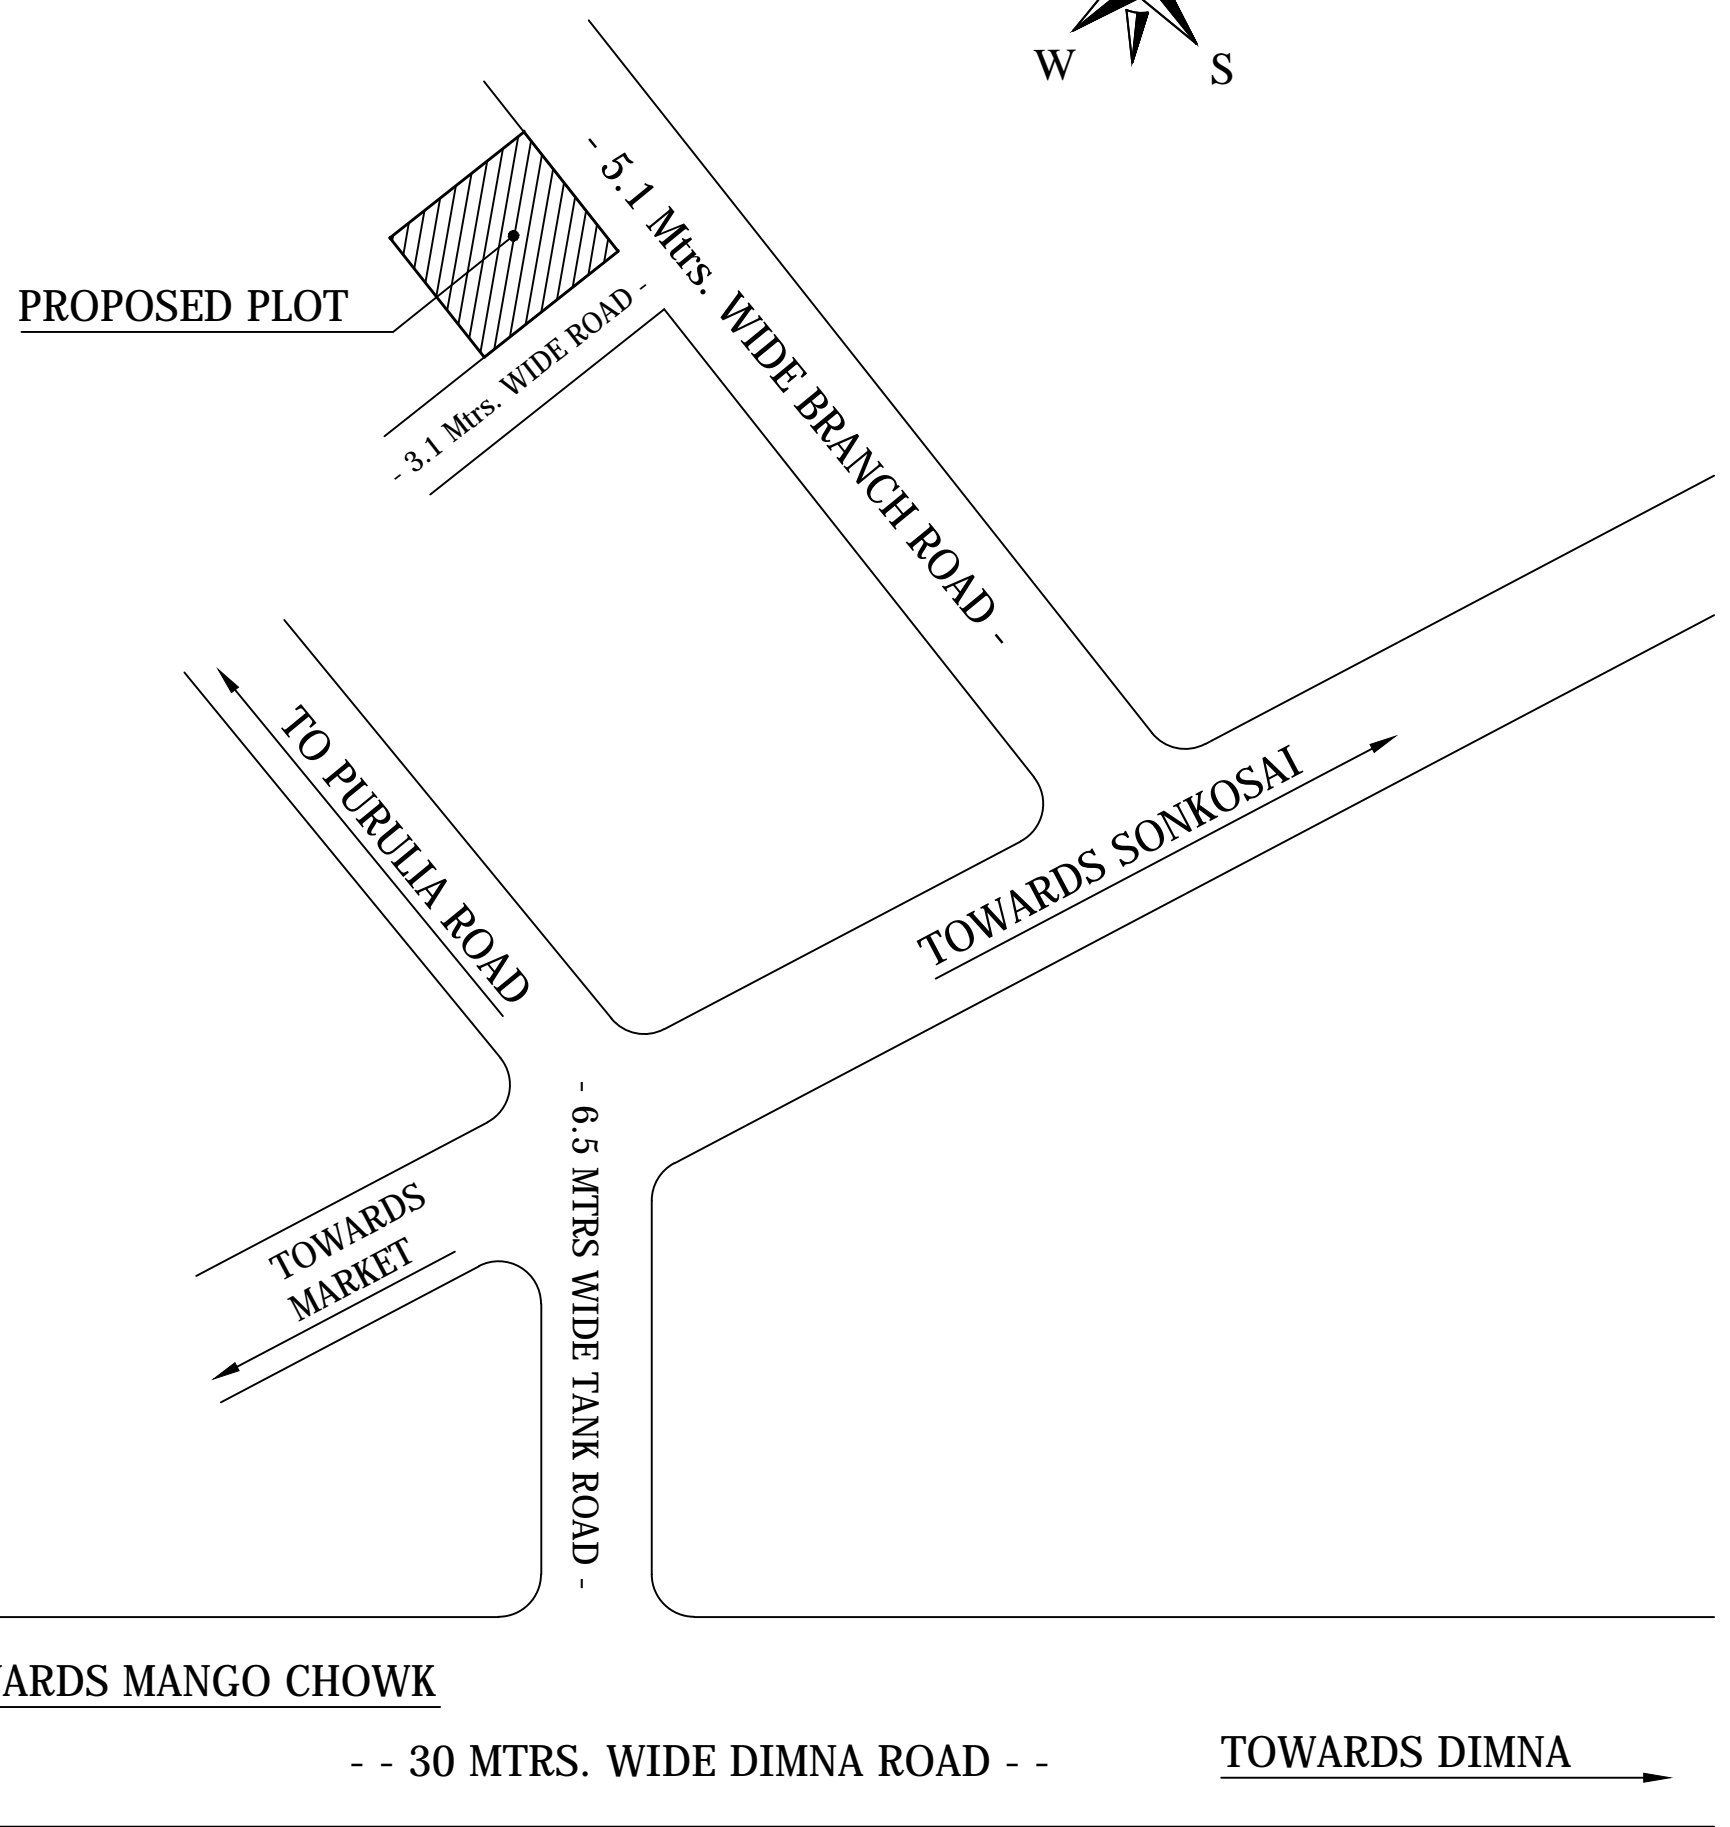 W
S
- 5.1 Mtrs. WIDE BRANCH ROAD -
PROPOSED PLOT
- 3.1 Mtrs. WIDE ROAD -
TO PURULIA ROAD
TOWARDS SONKOSAI
- 6.5 MTRS WIDE TANK ROAD -
TOWARDS
MARKET
ARDS MANGO CHOWK
- - 30 MTRS. WIDE DIMNA ROAD - -
TOWARDS DIMNA